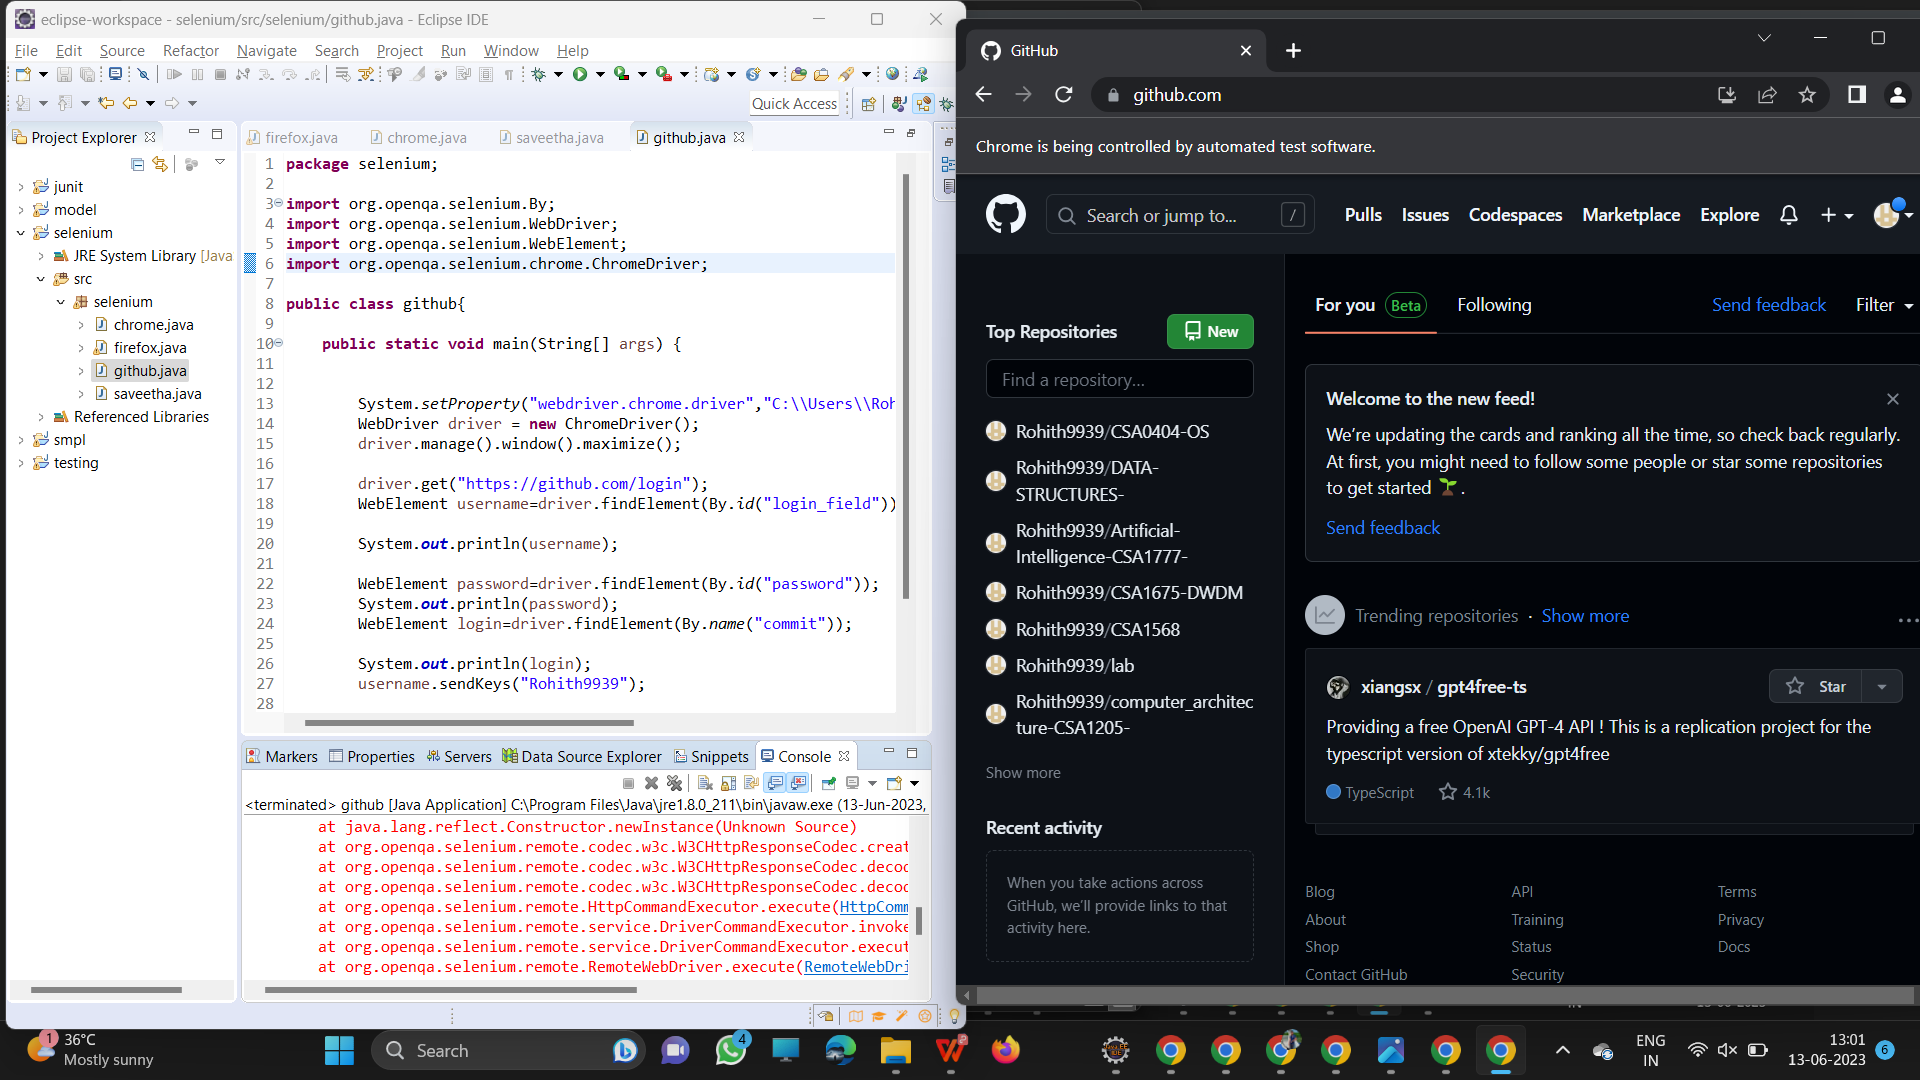 eclipse-workspace - selenium/src/selenium/github.java - Eclipse IDE
File Edit Source Refactor Navigate Search Project Run Window Help
Quick Access
Project Explorer
junit
model
selenium
JRE System Library [Java
src
selenium
chrome.java
firefox.java
github.java
saveetha.java
Referenced Libraries
smpl
testing
firefox.java chrome.java saveetha.java github.java
1 package selenium;
2
3 import org.openqa.selenium.By;
4 import org.openqa.selenium.WebDriver;
5 import org.openqa.selenium.WebElement;
6 import org.openqa.selenium.chrome.ChromeDriver;
7
8 public class github{
9
10 public static void main(String[] args) {
11
12
13 System.setProperty("webdriver.chrome.driver","C:\\Users\\Roh
14 WebDriver driver = new ChromeDriver();
15 driver.manage().window().maximize();
16
17 driver.get("https://github.com/login");
18 WebElement username=driver.findElement(By.id("login_field"))
19
20 System.out.println(username);
21
22 WebElement password=driver.findElement(By.id("password"));
23 System.out.println(password);
24 WebElement login=driver.findElement(By.name("commit"));
25
26 System.out.println(login);
27 username.sendKeys("Rohith9939");
28
Markers Properties Servers Data Source Explorer Snippets Console
<terminated> github [Java Application] C:\Program Files\Java\jre1.8.0_211\bin\javaw.exe (13-Jun-2023,
at java.lang.reflect.Constructor.newInstance(Unknown Source)
at org.openqa.selenium.remote.codec.w3c.W3CHttpResponseCodec.creat
at org.openqa.selenium.remote.codec.w3c.W3CHttpResponseCodec.decod
at org.openqa.selenium.remote.codec.w3c.W3CHttpResponseCodec.decod
at org.openqa.selenium.remote.HttpCommandExecutor.execute(HttpComm
at org.openqa.selenium.remote.service.DriverCommandExecutor.invoke
at org.openqa.selenium.remote.service.DriverCommandExecutor.execut
at org.openqa.selenium.remote.RemoteWebDriver.execute(RemoteWebDri
GitHub
github.com
Chrome is being controlled by automated test software.
Search or jump to... / Pulls Issues Codespaces Marketplace Explore
Top Repositories New
Find a repository...
Rohith9939/CSA0404-OS
Rohith9939/DATA-
STRUCTURES-
Rohith9939/Artificial-
Intelligence-CSA1777-
Rohith9939/CSA1675-DWDM
Rohith9939/CSA1568
Rohith9939/lab
Rohith9939/computer_architec
ture-CSA1205-
Show more
Recent activity
When you take actions across
GitHub, we'll provide links to that
activity here.
For you Beta Following Send feedback Filter
Welcome to the new feed!
We're updating the cards and ranking all the time, so check back regularly.
At first, you might need to follow some people or star some repositories
to get started 🌱 .
Send feedback
Trending repositories · Show more
xiangsx / gpt4free-ts Star
Providing a free OpenAI GPT-4 API ! This is a replication project for the
typescript version of xtekky/gpt4free
TypeScript 4.1k
Blog API Terms
About Training Privacy
Shop Status Docs
Contact GitHub Security
1 36°C
Mostly sunny
Search
4
ENG
IN
13:01
13-06-2023
6